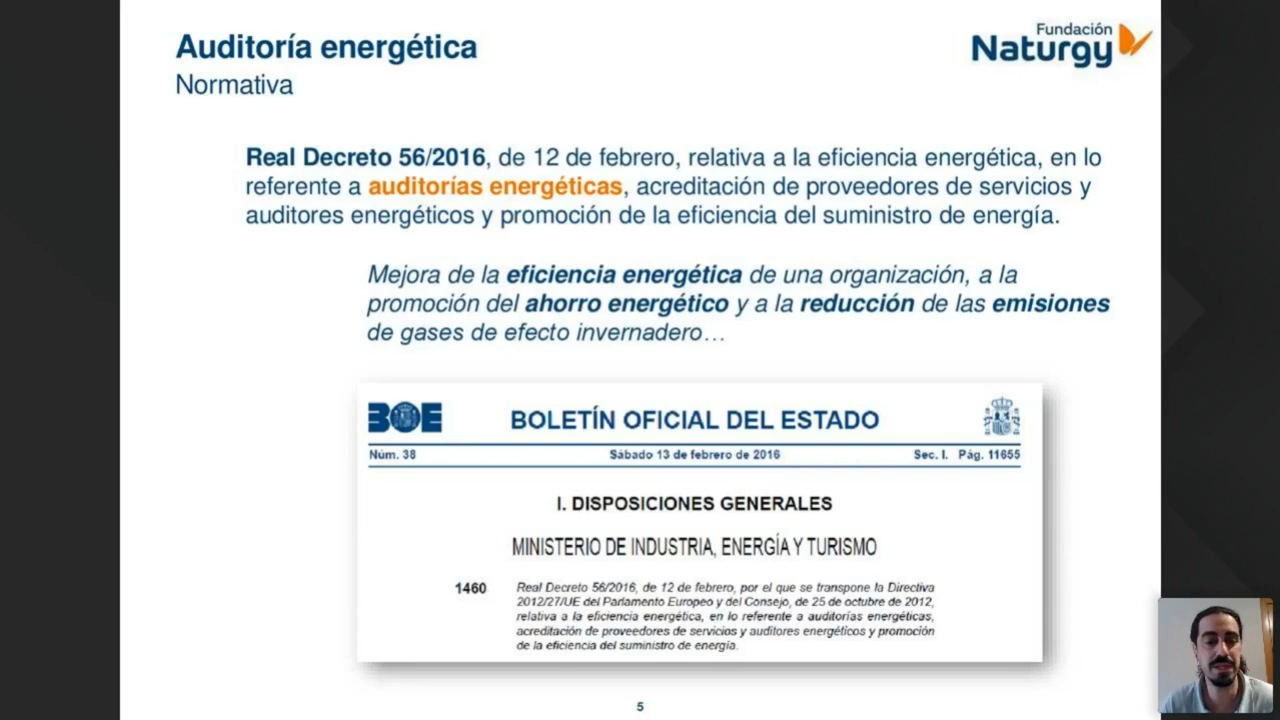 Auditoría energética
Normativa
Fundación
Naturgy
Real Decreto 56/2016, de 12 de febrero, relativa a la eficiencia energética, en lo
referente a auditorías energéticas, acreditación de proveedores de servicios y
auditores energéticos y promoción de la eficiencia del suministro de energía.
Mejora de la eficiencia energética de una organización, a la
promoción del ahorro energético y a la reducción de las emisiones
de gases de efecto invernadero…
BOE
BOLETÍN OFICIAL DEL ESTADO
Núm. 38 Sábado 13 de febrero de 2016 Sec. I. Pág. 11655
I. DISPOSICIONES GENERALES
MINISTERIO DE INDUSTRIA, ENERGÍA Y TURISMO
1460 Real Decreto 56/2016, de 12 de febrero, por el que se transpone la Directiva
2012/27/UE del Parlamento Europeo y del Consejo, de 25 de octubre de 2012,
relativa a la eficiencia energética, en lo referente a auditorías energéticas,
acreditación de proveedores de servicios y auditores energéticos y promoción
de la eficiencia del suministro de energía.
5